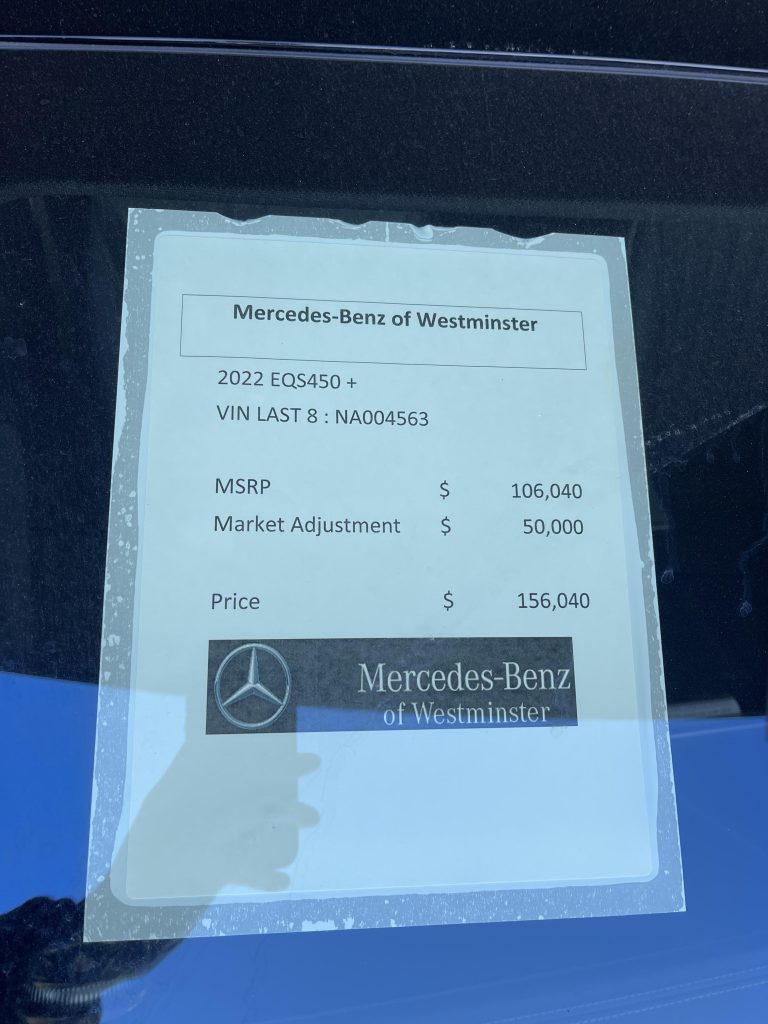 Mercedes-Benz of Westminster
2022 EQS450 +
VIN LAST 8 : NA004563
MSRP $ 106,040
Market Adjustment $ 50,000
Price $ 156,040
Mercedes-Benz
of Westminster